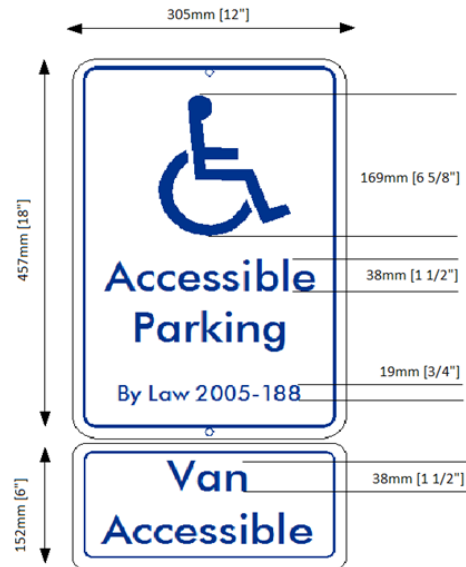 305mm [12"]
457mm [18"]
169mm [6 5/8"]
Accessible
38mm [1 1/2"]
Parking
19mm [3/4"]
By Law 2005-188
Van
38mm [1 1/2"]
Accessible
152mm [6"]